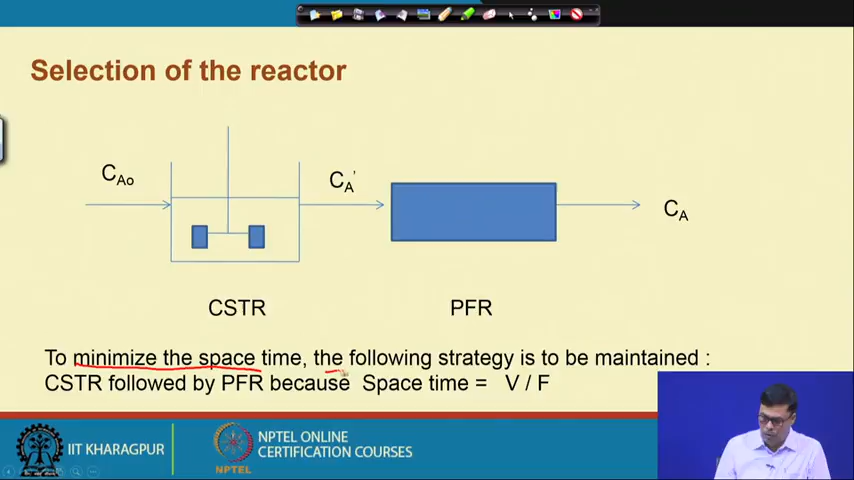 Selection of the reactor
CAo
CA'
CA
CSTR
PFR
To minimize the space time, the following strategy is to be maintained :
CSTR followed by PFR because Space time = V / F
IIT KHARAGPUR
NPTEL
NPTEL ONLINE
CERTIFICATION COURSES